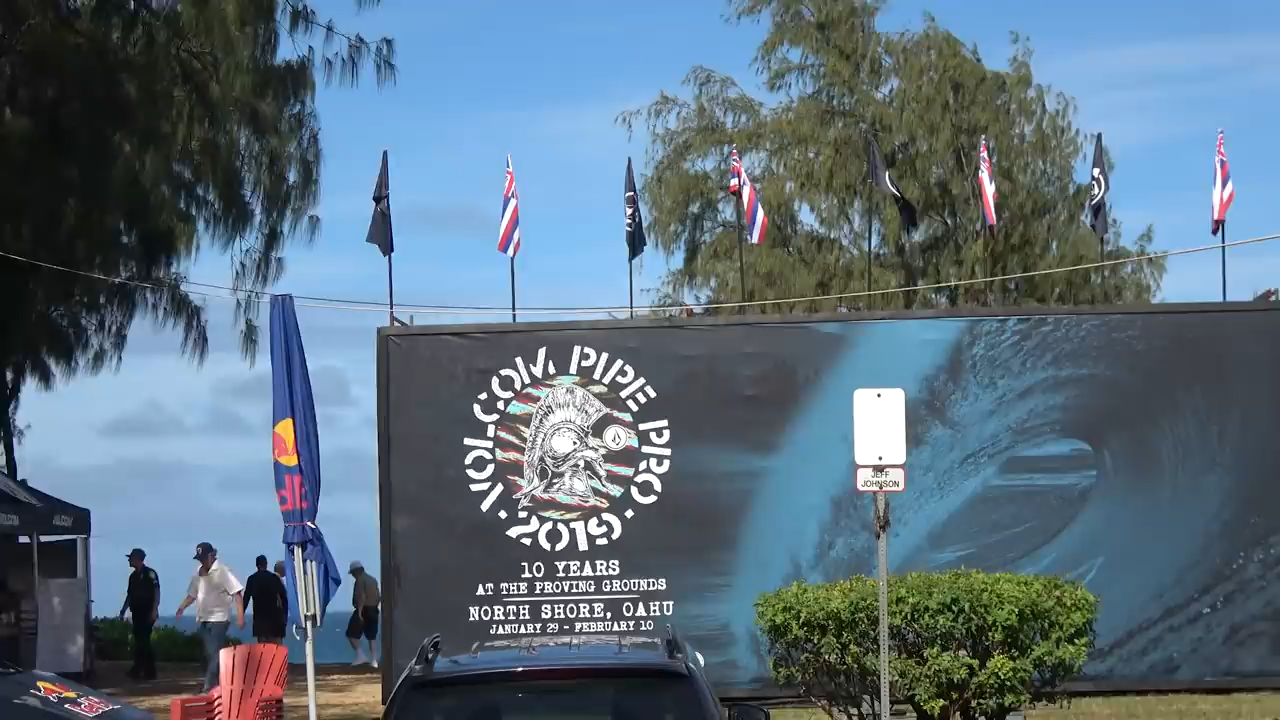 VOLCOM PIPE PRO
· 2019 ·
10 YEARS
AT THE PROVING GROUNDS
NORTH SHORE, OAHU
JANUARY 29 - FEBRUARY 10
JEFF
JOHNSON